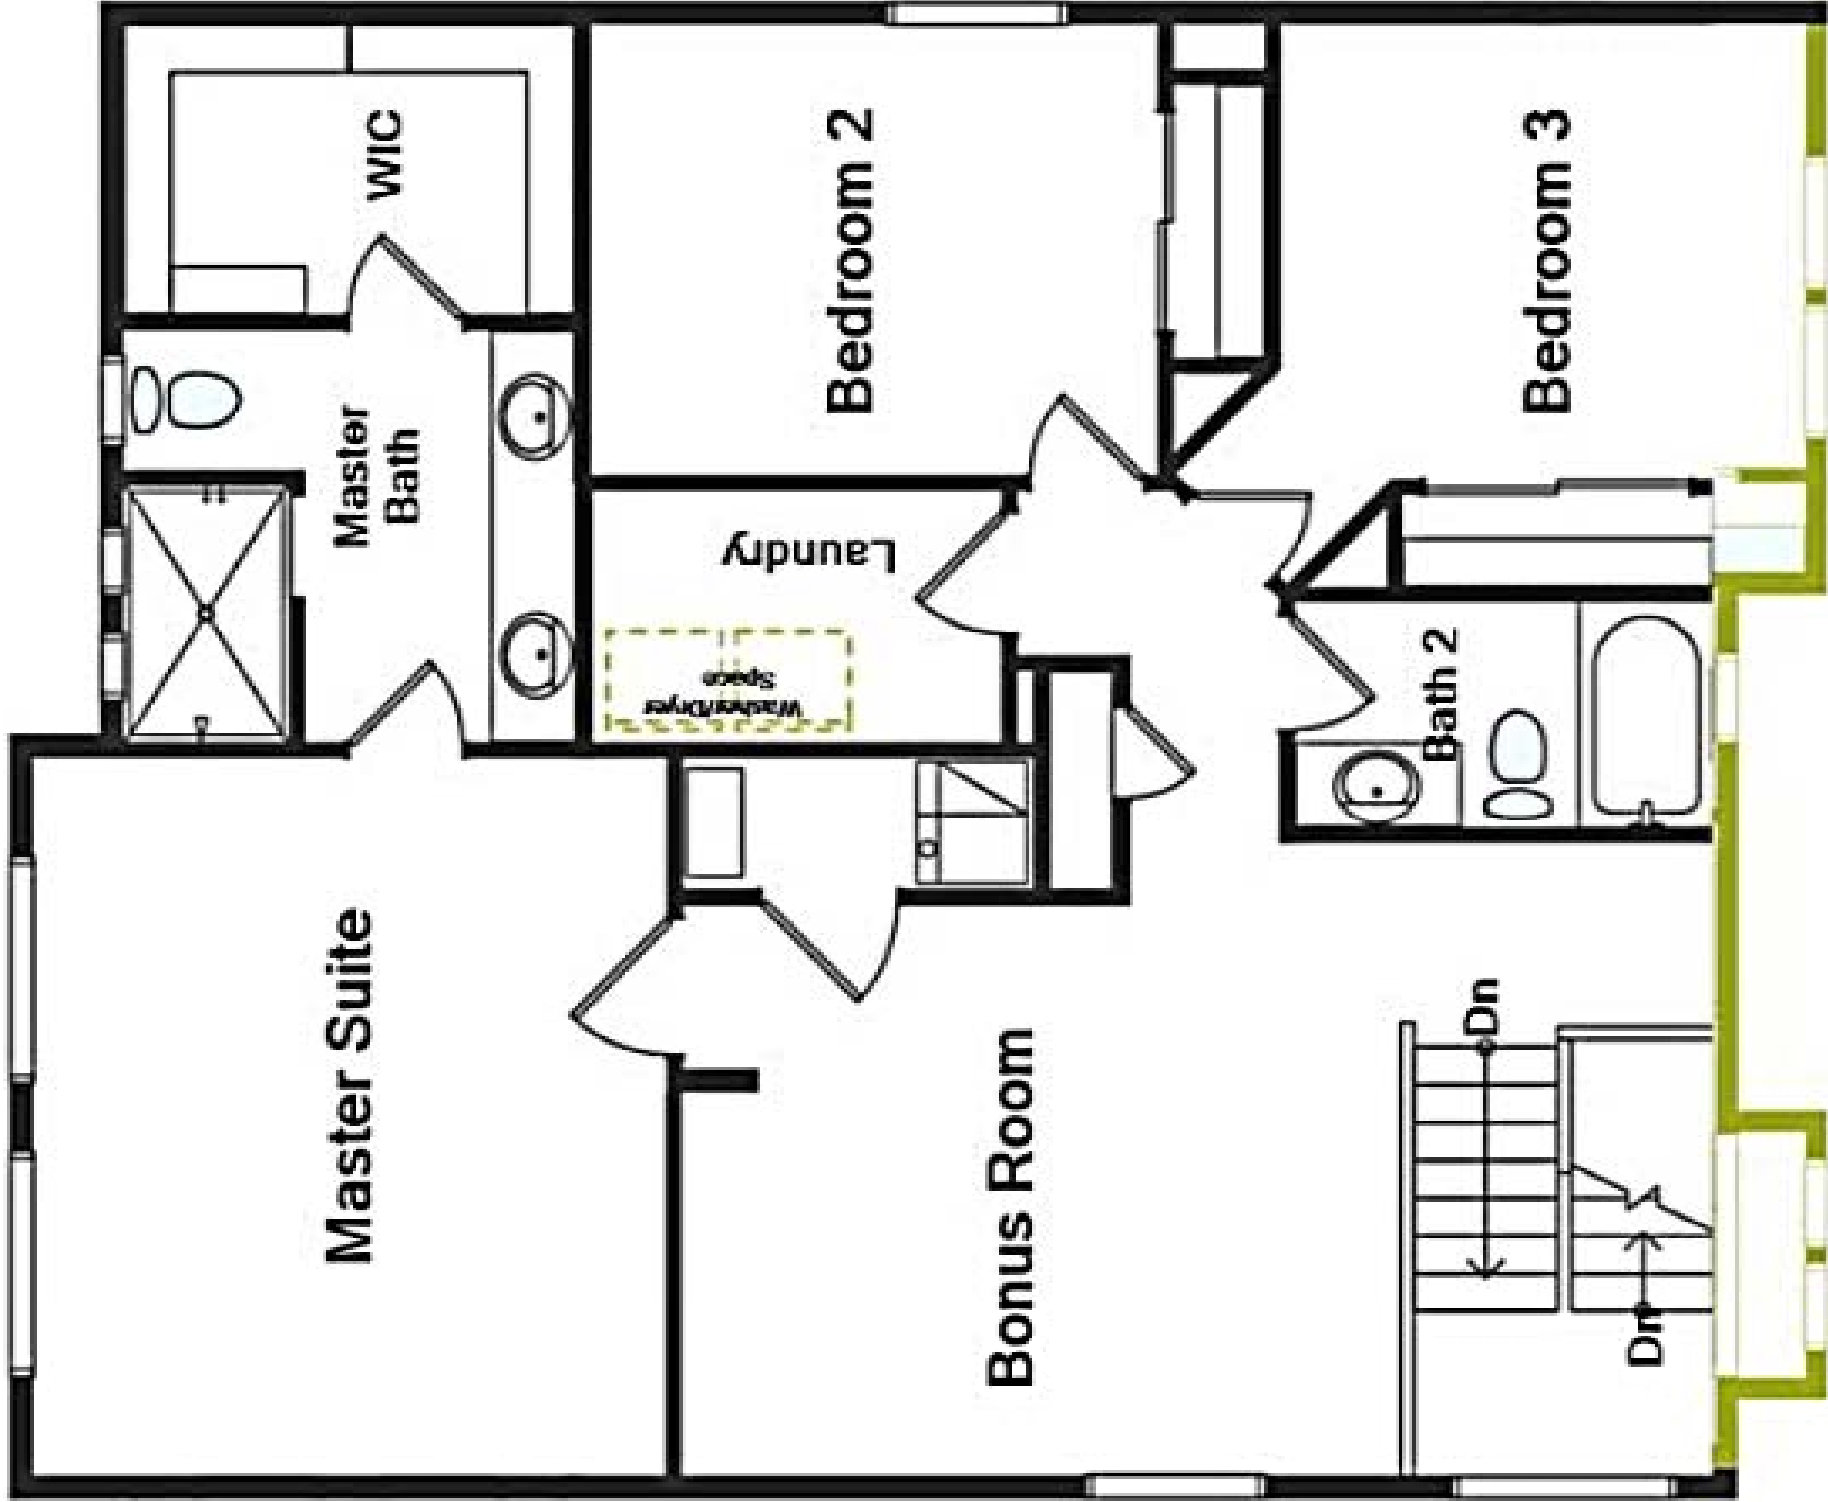 WIC
Bedroom 2
Bedroom 3
Master
Bath
Laundry
Washer/Dryer
Space
Bath 2
Master Suite
Bonus Room
Dn
Dn